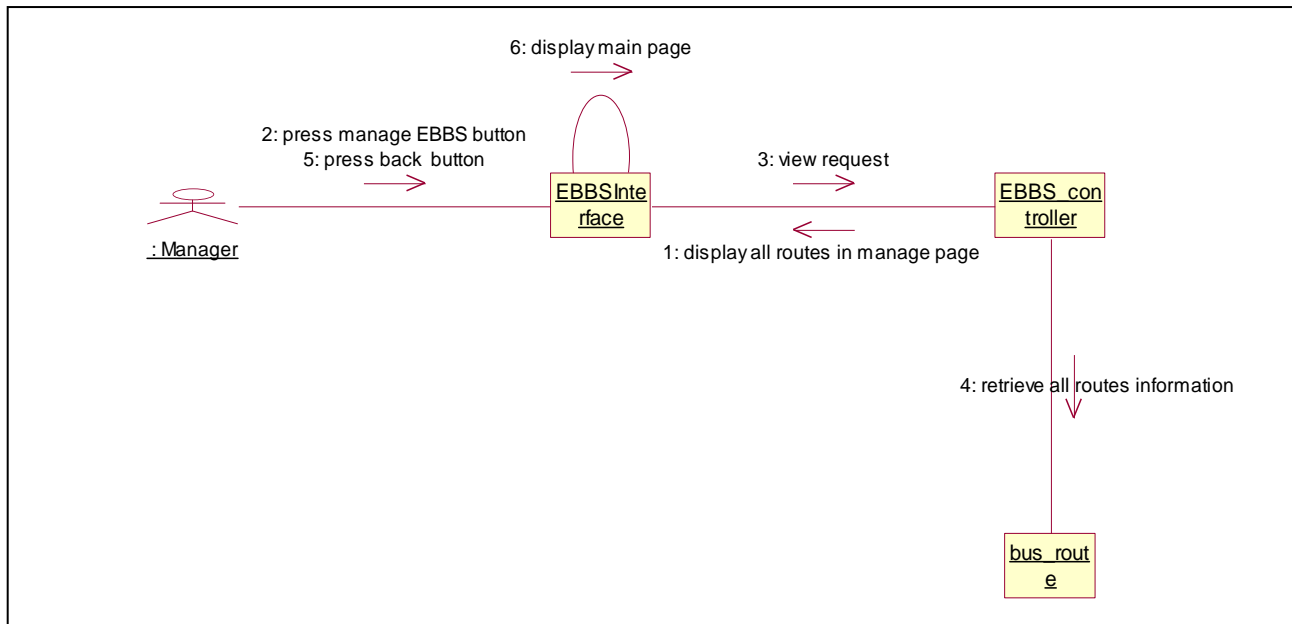 6: display main page
2: press manage EBBS button
5: press back button
3: view request
EBBSInte
rface
EBBS_con
troller
: Manager
1: display all routes in manage page
4: retrieve all routes information
bus_rout
e